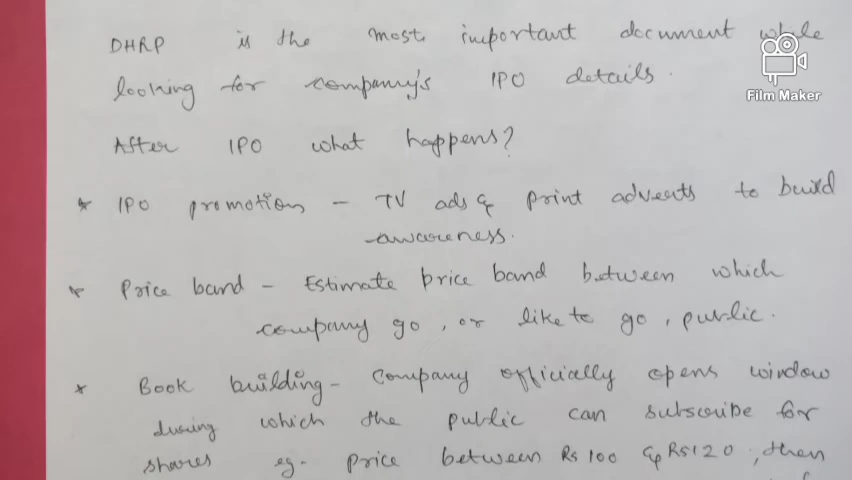 DHRP is the most important document while
looking for company's IPO details.
Film Maker
After IPO what happens?
* IPO promotion - TV ads & print adverts to build
awareness.
* Price band - Estimate price band between which
company go, or like to go, public.
* Book building - Company officially opens window
during which the public can subscribe for
shares eg- price between Rs 100 & Rs 120, then